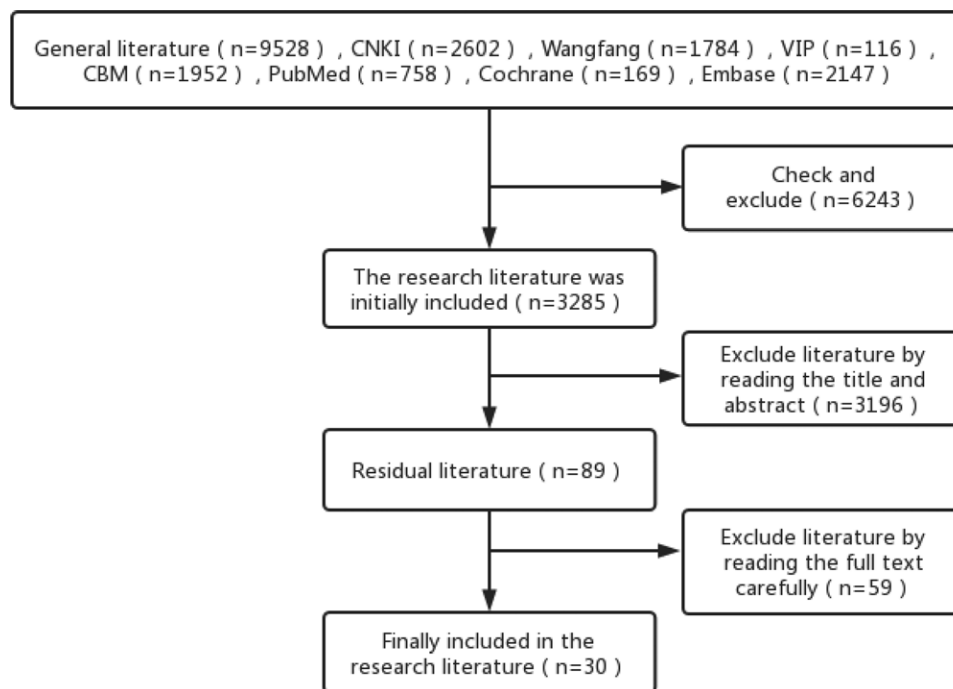 General literature ( n=9528 ) , CNKI ( n=2602 ) , Wangfang ( n=1784 ) , VIP ( n=116 ) ,
CBM ( n=1952 ) , PubMed ( n=758 ) , Cochrane ( n=169 ) , Embase ( n=2147 )
Check and
exclude ( n=6243 )
The research literature was
initially included ( n=3285 )
Exclude literature by
reading the title and
abstract ( n=3196 )
Residual literature ( n=89 )
Exclude literature by
reading the full text
carefully ( n=59 )
Finally included in the
research literature ( n=30 )